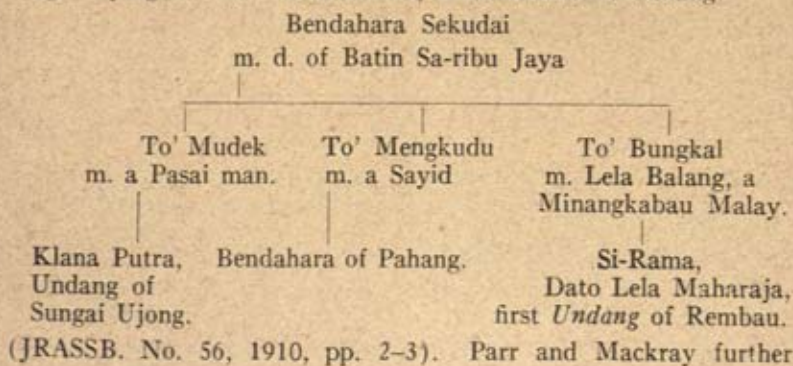 Bendahara Sekudai
m. d. of Batin Sa-ribu Jaya
To' Mudek To' Mengkudu To' Bungkal
m. a Pasai man. m. a Sayid m. Lela Balang, a
Minangkabau Malay.
Klana Putra, Bendahara of Pahang. Si-Rama,
Undang of Dato Lela Maharaja,
Sungai Ujong. first Undang of Rembau.
(JRASSB. No. 56, 1910, pp. 2–3). Parr and Mackray further